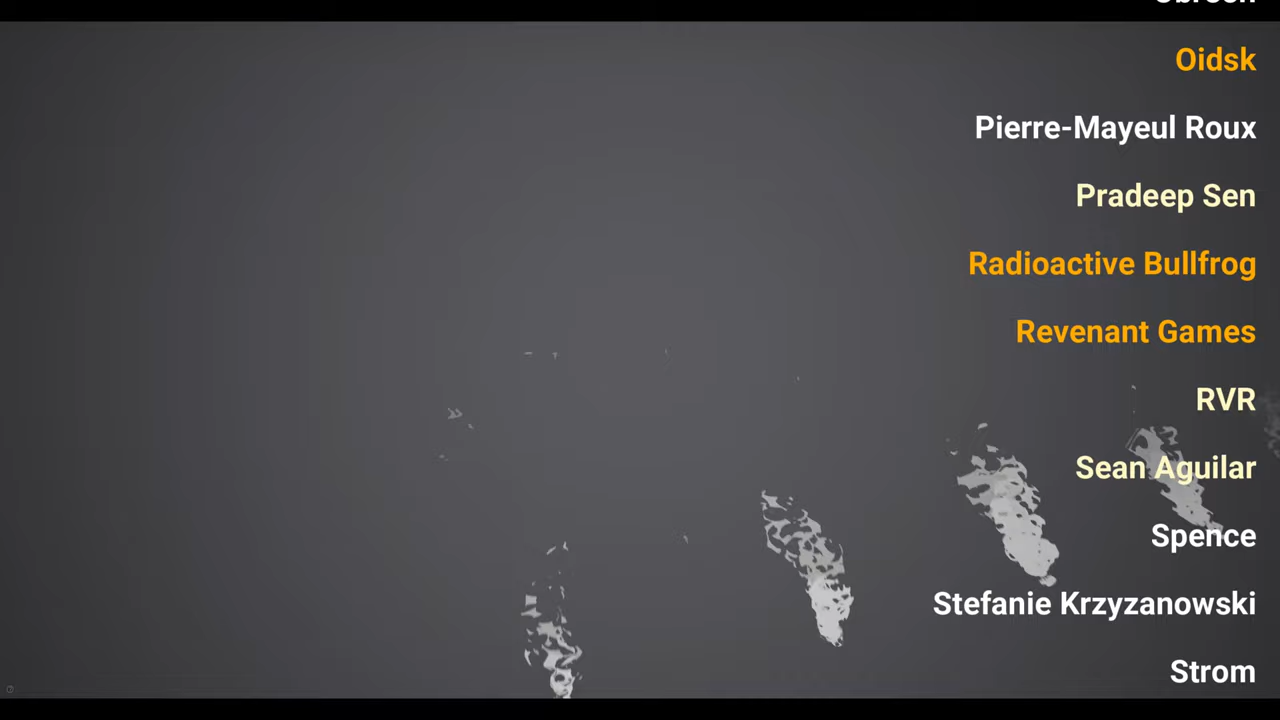 Oidsk
Pierre-Mayeul Roux
Pradeep Sen
Radioactive Bullfrog
Revenant Games
RVR
Sean Aguilar
Spence
Stefanie Krzyzanowski
Strom